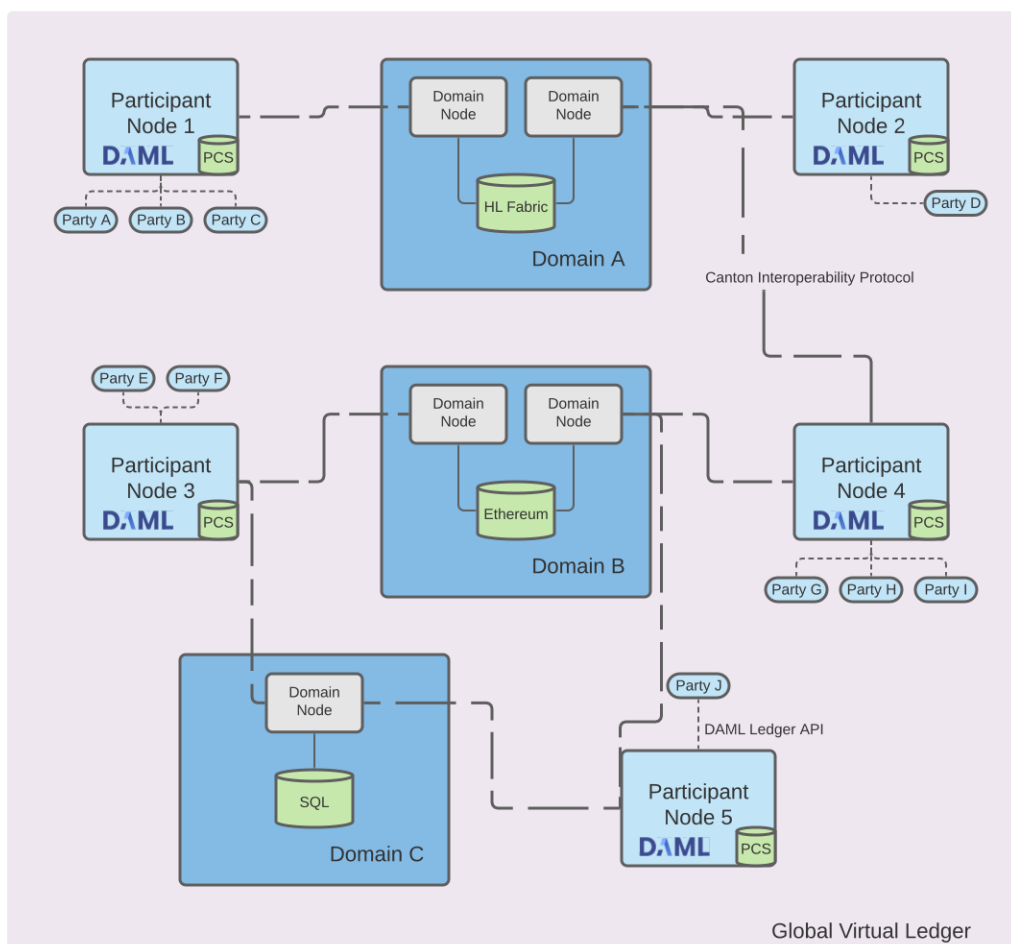 Participant
Node 1
DAML
PCS
Party A
Party B
Party C
Domain
Node
Domain
Node
HL Fabric
Domain A
Participant
Node 2
DAML
PCS
Party D
Canton Interoperability Protocol
Party E
Party F
Participant
Node 3
DAML
PCS
Domain
Node
Domain
Node
Ethereum
Domain B
Participant
Node 4
DAML
PCS
Party G
Party H
Party I
Domain
Node
SQL
Domain C
Party J
DAML Ledger API
Participant
Node 5
DAML
PCS
Global Virtual Ledger